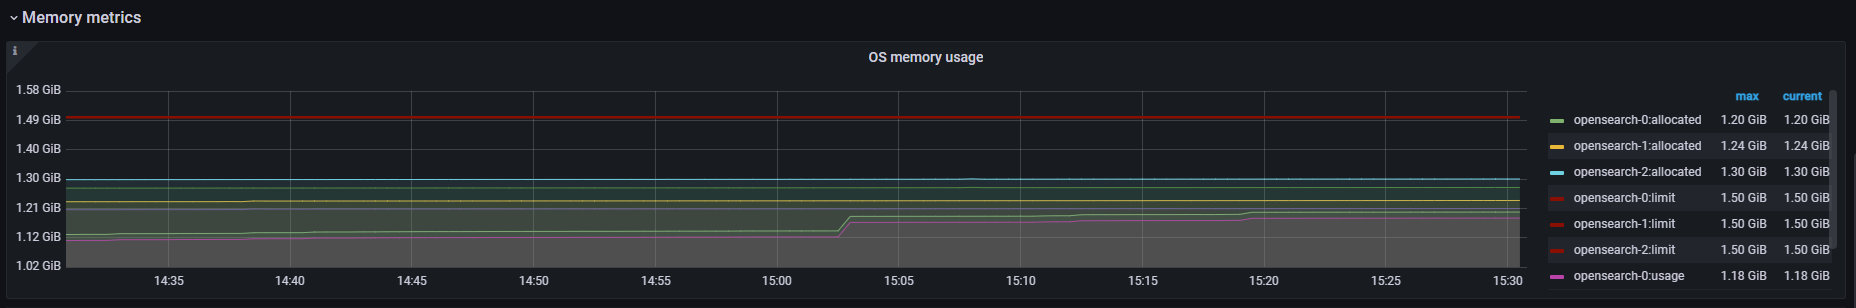 Memory metrics
i
OS memory usage
1.58 GiB
1.49 GiB
1.40 GiB
1.30 GiB
1.21 GiB
1.12 GiB
1.02 GiB
14:35 14:40 14:45 14:50 14:55 15:00 15:05 15:10 15:15 15:20 15:25 15:30
max current
opensearch-0:allocated 1.20 GiB 1.20 GiB
opensearch-1:allocated 1.24 GiB 1.24 GiB
opensearch-2:allocated 1.30 GiB 1.30 GiB
opensearch-0:limit 1.50 GiB 1.50 GiB
opensearch-1:limit 1.50 GiB 1.50 GiB
opensearch-2:limit 1.50 GiB 1.50 GiB
opensearch-0:usage 1.18 GiB 1.18 GiB